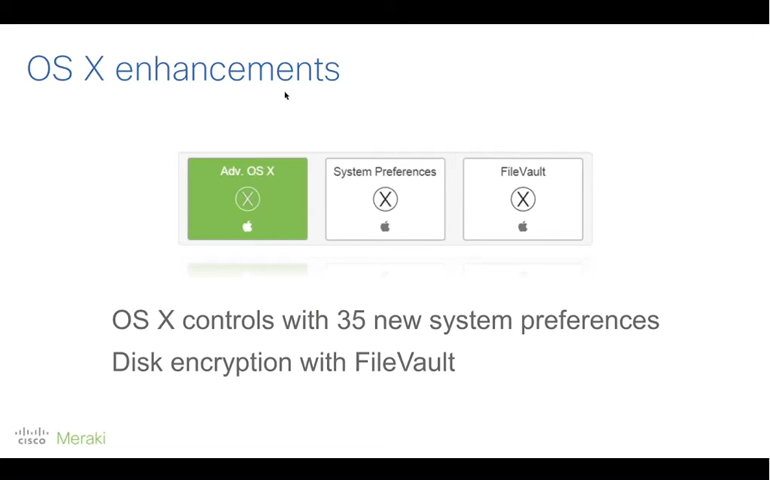 OS X enhancements
Adv. OS X
System Preferences
FileVault
X
X
X
OS X controls with 35 new system preferences
Disk encryption with FileVault
cisco Meraki